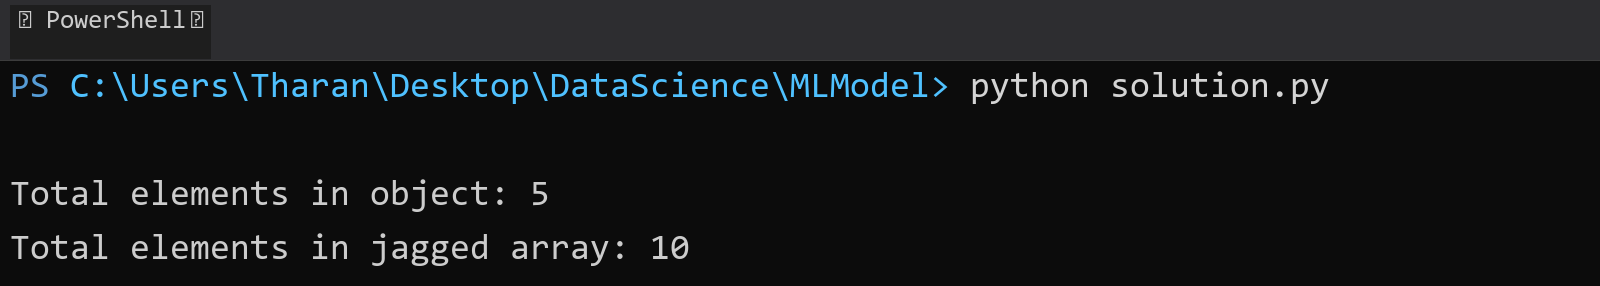 PowerShell
PS C:\Users\Tharan\Desktop\DataScience\MLModel> python solution.py
Total elements in object: 5
Total elements in jagged array: 10